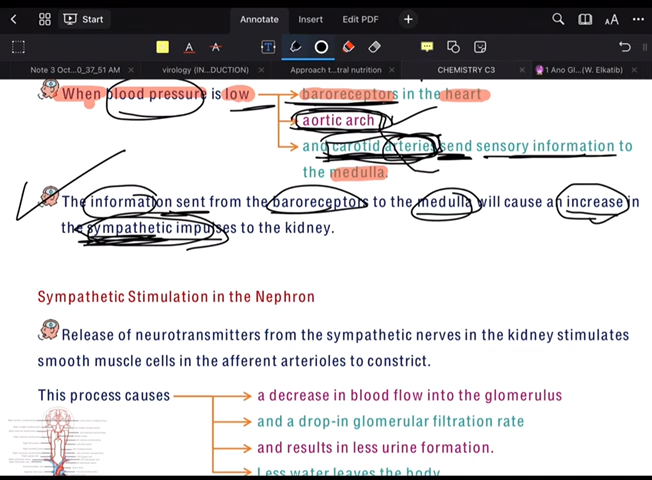 Start
Annotate
Insert
Edit PDF
Note 3 Oct...0_37_51 AM
virology (IN...DUCTION)
Approach t...tral nutrition
CHEMISTRY C3
1 Ano Gl...(W. Elkatib)
When blood pressure is low
baroreceptors in the heart
aortic arch
and carotid arteries send sensory information to
the medulla.
The information sent from the baroreceptors to the medulla will cause an increase in
the sympathetic impulses to the kidney.
Sympathetic Stimulation in the Nephron
Release of neurotransmitters from the sympathetic nerves in the kidney stimulates
smooth muscle cells in the afferent arterioles to constrict.
This process causes
a decrease in blood flow into the glomerulus
and a drop-in glomerular filtration rate
and results in less urine formation.
Less water leaves the body